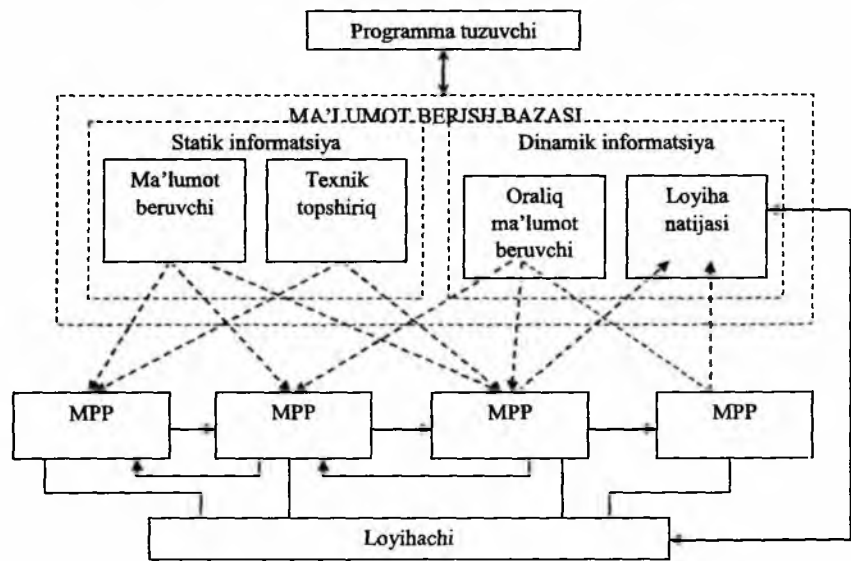 Programma tuzuvchi
MA'LUMOT BERISH BAZASI
Statik informatsiya
Dinamik informatsiya
Ma'lumot
beruvchi
Texnik
topshiriq
Oraliq
ma'lumot
beruvchi
Loyiha
natijasi
MPP
MPP
MPP
MPP
Loyihachi